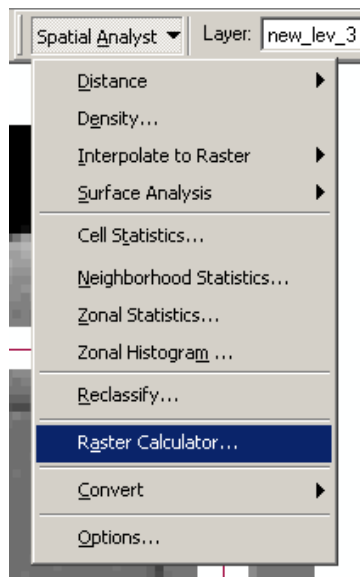 Spatial Analyst Layer: new_lev_3
Distance
Density...
Interpolate to Raster
Surface Analysis
Cell Statistics...
Neighborhood Statistics...
Zonal Statistics...
Zonal Histogram ...
Reclassify...
Raster Calculator...
Convert
Options...